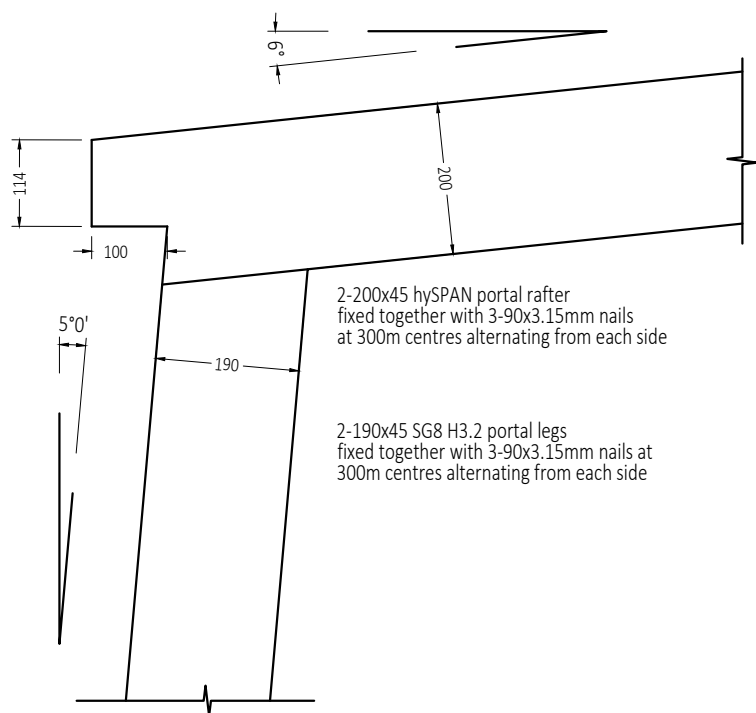 6°
114
200
100
2-200x45 hySPAN portal rafter
fixed together with 3-90x3.15mm nails
at 300m centres alternating from each side
5°0'
190
2-190x45 SG8 H3.2 portal legs
fixed together with 3-90x3.15mm nails at
300m centres alternating from each side